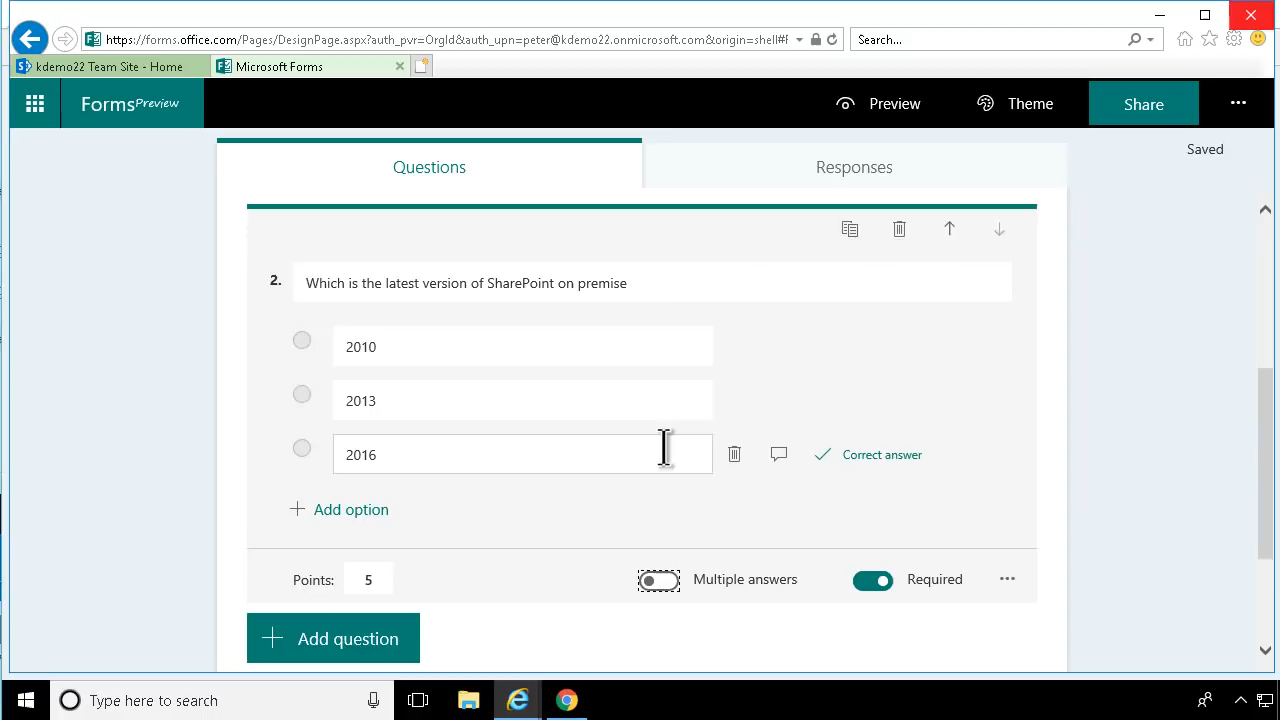 https://forms.office.com/Pages/DesignPage.aspx?auth_pvr=OrgId&auth_upn=peter@kdemo22.onmicrosoft.com&origin=shell#
Search...
kdemo22 Team Site - Home
Microsoft Forms
Forms Preview
Preview
Theme
Share
Saved
Questions
Responses
2. Which is the latest version of SharePoint on premise
2010
2013
2016
Correct answer
Add option
Points: 5
Multiple answers
Required
Add question
Type here to search